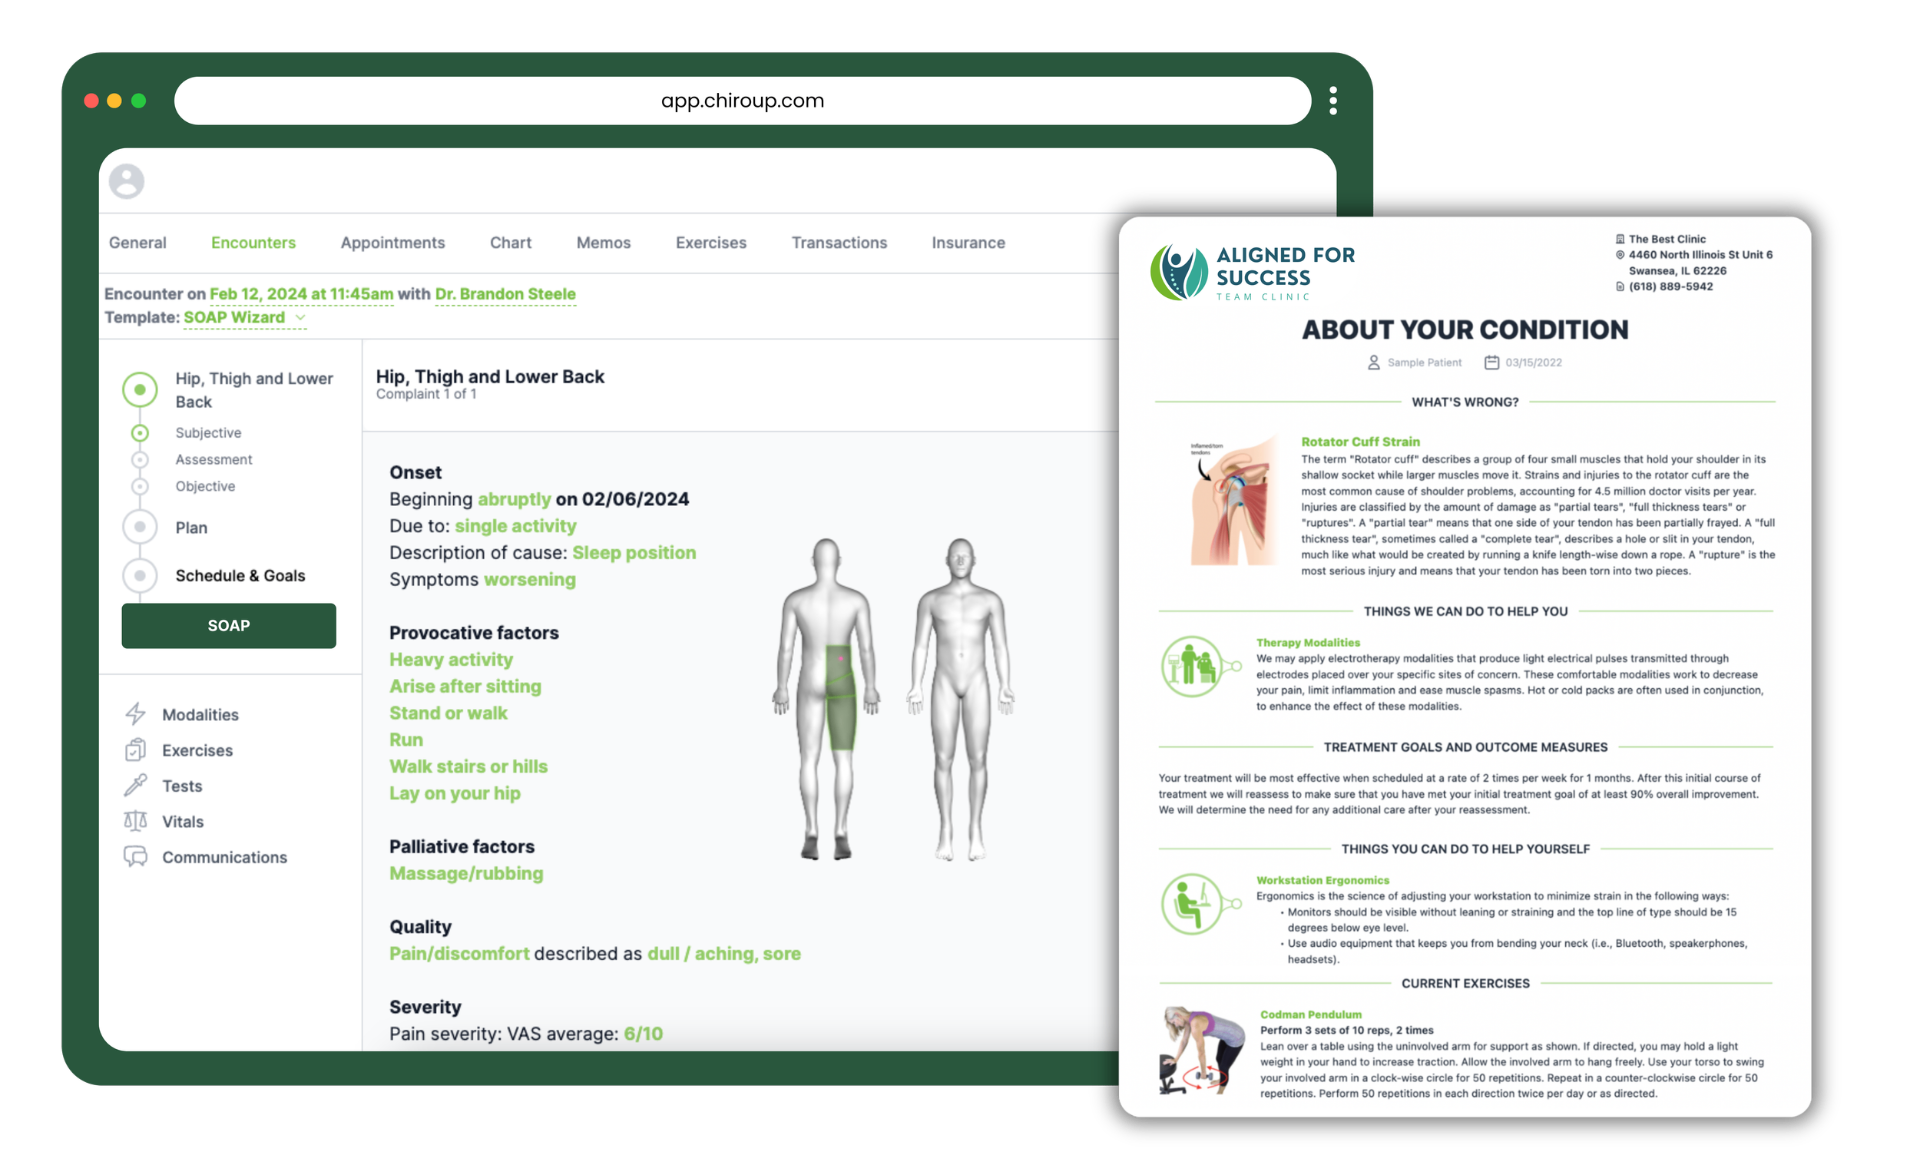 app.chiroup.com
General Encounters Appointments Chart Memos Exercises Transactions Insurance
Encounter on Feb 12, 2024 at 11:45am with Dr. Brandon Steele
Template: SOAP Wizard
Hip, Thigh and Lower
Back
Subjective
Assessment
Objective
Plan
Schedule & Goals
SOAP
Modalities
Exercises
Tests
Vitals
Communications
Hip, Thigh and Lower Back
Complaint 1 of 1
Onset
Beginning abruptly on 02/06/2024
Due to: single activity
Description of cause: Sleep position
Symptoms worsening
Provocative factors
Heavy activity
Arise after sitting
Stand or walk
Run
Walk stairs or hills
Lay on your hip
Palliative factors
Massage/rubbing
Quality
Pain/discomfort described as dull / aching, sore
Severity
Pain severity: VAS average: 6/10
ALIGNED FOR
SUCCESS
TEAM CLINIC
The Best Clinic
4460 North Illinois St Unit 6
Swansea, IL 62226
(618) 889-5942
ABOUT YOUR CONDITION
Sample Patient 03/15/2022
WHAT'S WRONG?
Inflamed/torn
tendons
Rotator Cuff Strain
The term "Rotator cuff" describes a group of four small muscles that hold your shoulder in its
shallow socket while larger muscles move it. Strains and injuries to the rotator cuff are the
most common cause of shoulder problems, accounting for 4.5 million doctor visits per year.
Injuries are classified by the amount of damage as "partial tears", "full thickness tears" or
"ruptures". A "partial tear" means that one side of your tendon has been partially frayed. A "full
thickness tear", sometimes called a "complete tear", describes a hole or slit in your tendon,
much like what would be created by running a knife length-wise down a rope. A "rupture" is the
most serious injury and means that your tendon has been torn into two pieces.
THINGS WE CAN DO TO HELP YOU
Therapy Modalities
We may apply electrotherapy modalities that produce light electrical pulses transmitted through
electrodes placed over your specific sites of concern. These comfortable modalities work to decrease
your pain, limit inflammation and ease muscle spasms. Hot or cold packs are often used in conjunction,
to enhance the effect of these modalities.
TREATMENT GOALS AND OUTCOME MEASURES
Your treatment will be most effective when scheduled at a rate of 2 times per week for 1 months. After this initial course of
treatment we will reassess to make sure that you have met your initial treatment goal of at least 90% overall improvement.
We will determine the need for any additional care after your reassessment.
THINGS YOU CAN DO TO HELP YOURSELF
Workstation Ergonomics
Ergonomics is the science of adjusting your workstation to minimize strain in the following ways:
• Monitors should be visible without leaning or straining and the top line of type should be 15
degrees below eye level.
• Use audio equipment that keeps you from bending your neck (i.e., Bluetooth, speakerphones,
headsets).
CURRENT EXERCISES
Codman Pendulum
Perform 3 sets of 10 reps, 2 times
Lean over a table using the uninvolved arm for support as shown. If directed, you may hold a light
weight in your hand to increase traction. Allow the involved arm to hang freely. Use your torso to swing
your involved arm in a clock-wise circle for 50 repetitions. Repeat in a counter-clockwise circle for 50
repetitions. Perform 50 repetitions in each direction twice per day or as directed.